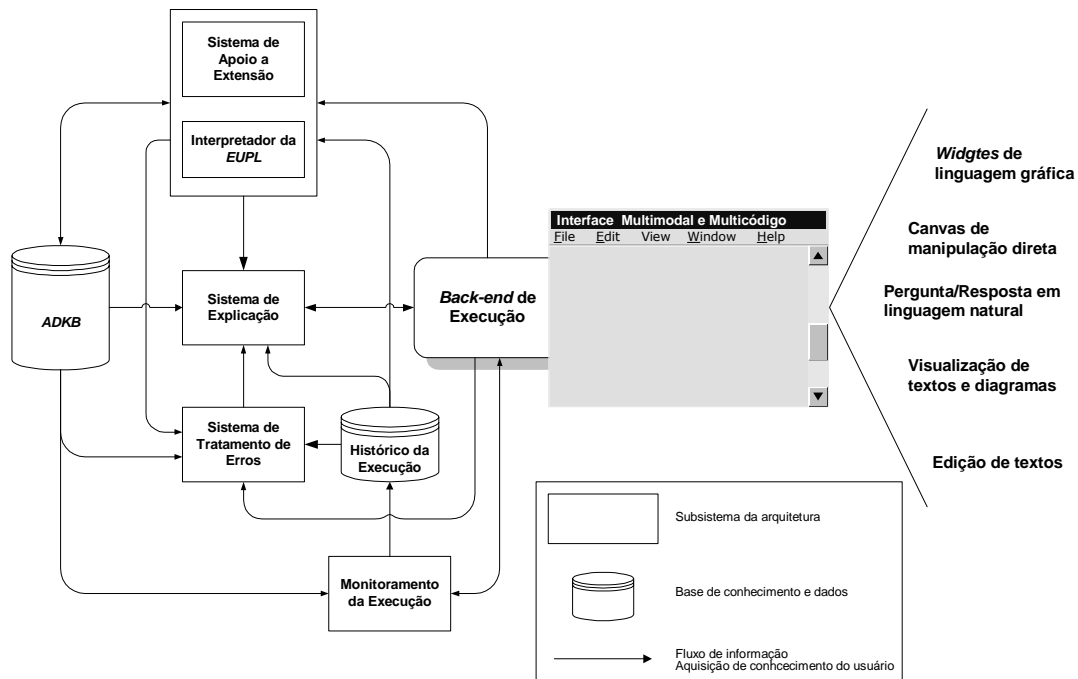 Sistema de
Apoio a
Extensão
Interpretador da
EUPL
ADKB
Sistema de
Explicação
Sistema de
Tratamento de
Erros
Histórico da
Execução
Monitoramento
da Execução
Back-end de
Execução
Interface Multimodal e Multicódigo
File Edit View Window Help
Widgtes de
linguagem gráfica
Canvas de
manipulação direta
Pergunta/Resposta em
linguagem natural
Visualização de
textos e diagramas
Edição de textos
Subsistema da arquitetura
Base de conhecimento e dados
Fluxo de informação
Aquisição de conhcecimento do usuário